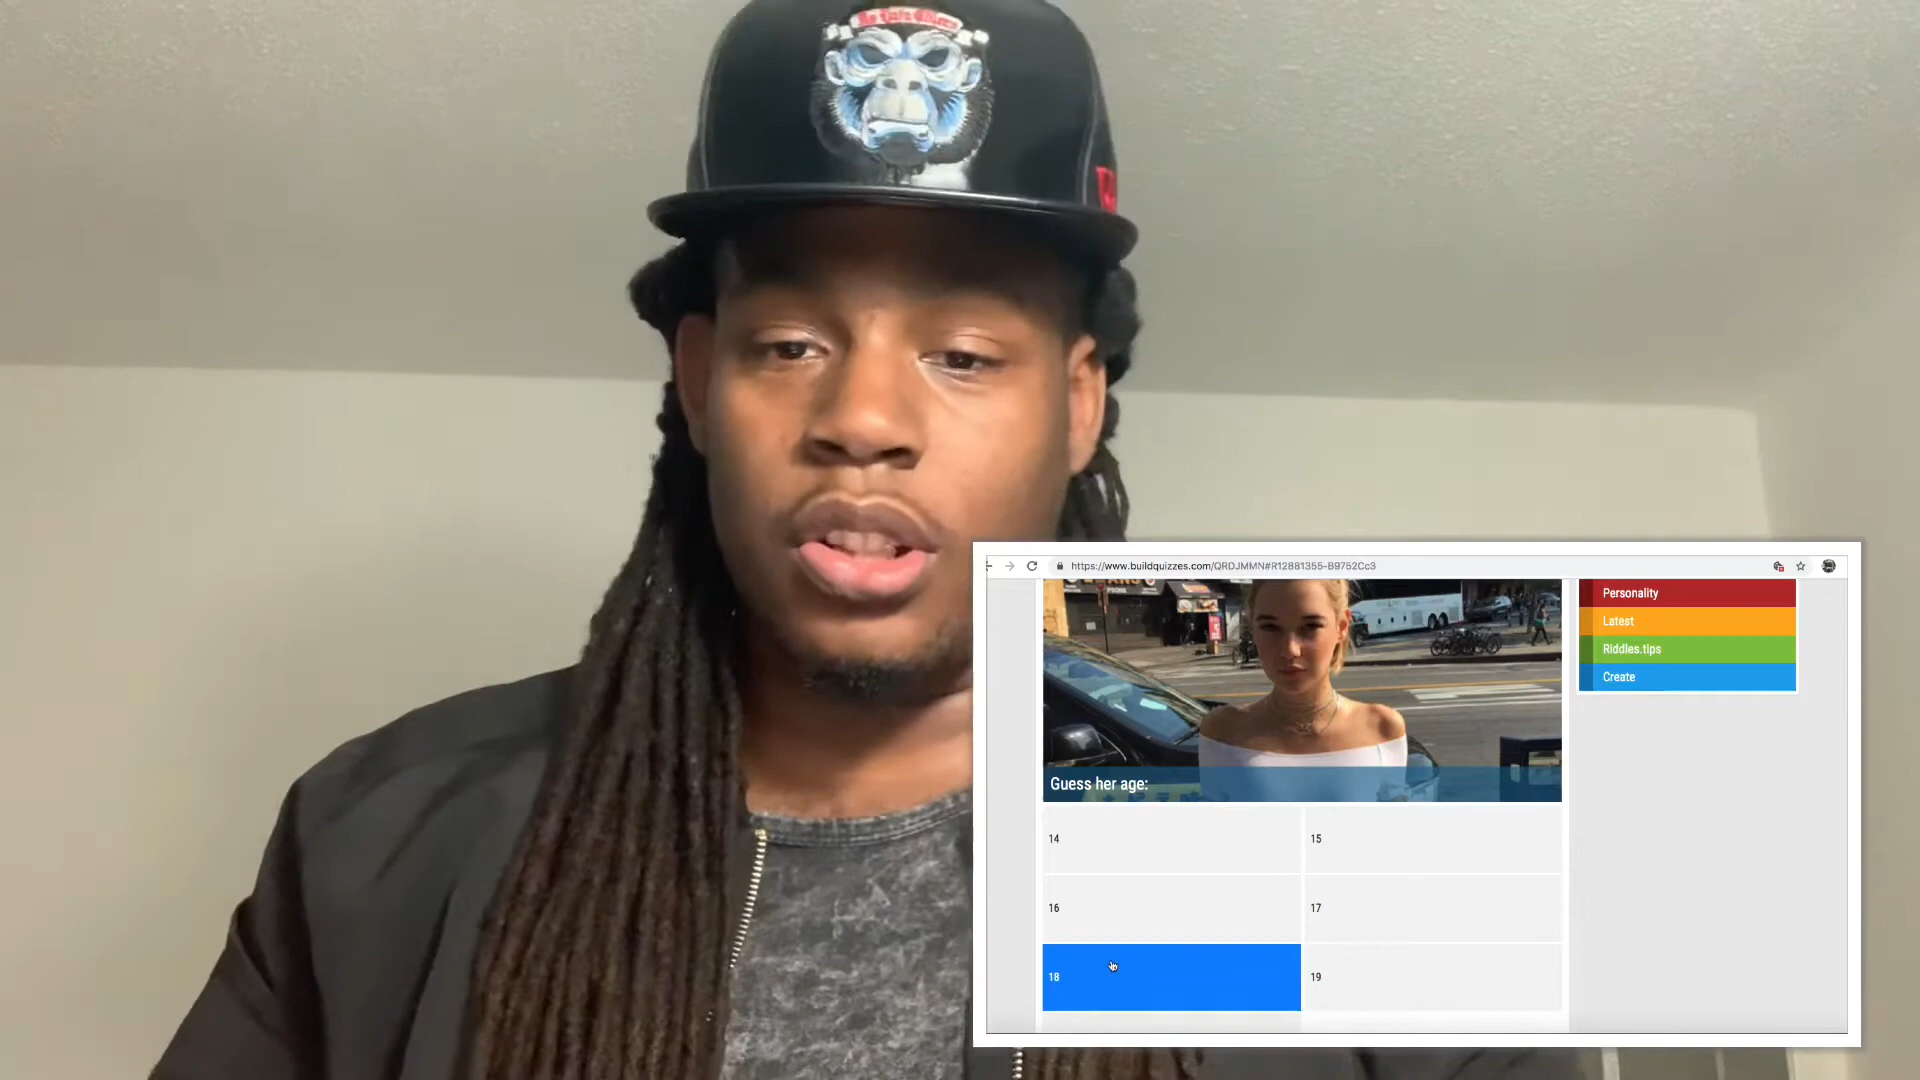 https://www.buildquizzes.com/QRDJMMN#R12881355-B9752Cc3
Personality
Latest
Riddles.tips
Create
Guess her age:
14
15
16
17
18
19